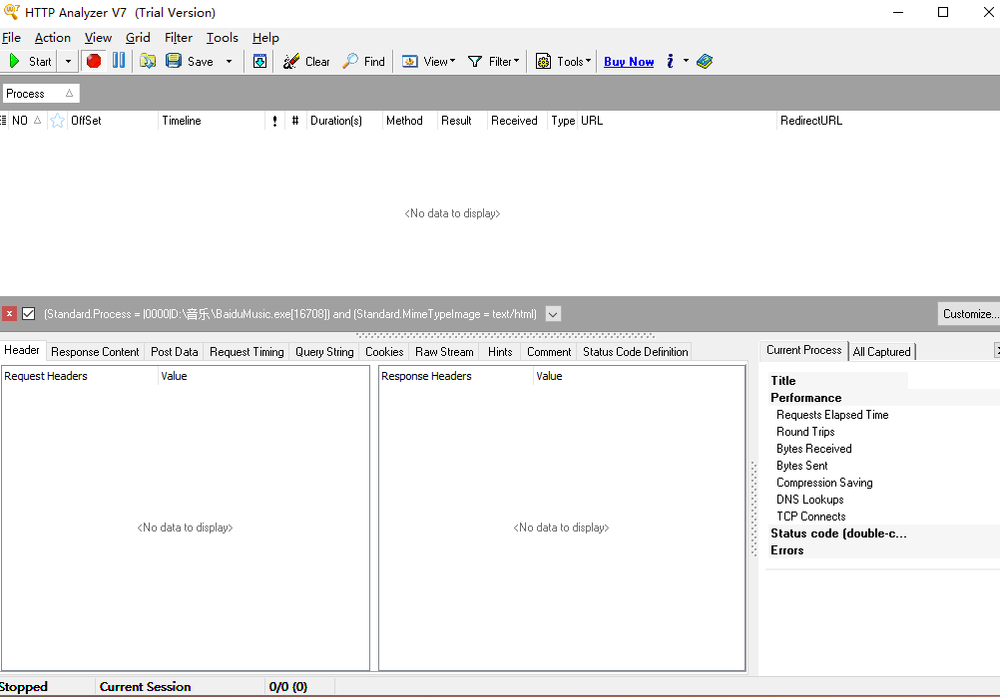 HTTP Analyzer V7 (Trial Version)
File Action View Grid Filter Tools Help
Start Save Clear Find View Filter Tools Buy Now i
Process
NO OffSet Timeline ! # Duration(s) Method Result Received Type URL RedirectURL
<No data to display>
(Standard.Process = |0000|D:\音乐\BaiduMusic.exe[16708]) and (Standard.MimeTypeImage = text/html) Customize...
Header Response Content Post Data Request Timing Query String Cookies Raw Stream Hints Comment Status Code Definition
Request Headers Value
<No data to display>
Response Headers Value
<No data to display>
Current Process All Captured
Title
Performance
Requests Elapsed Time
Round Trips
Bytes Received
Bytes Sent
Compression Saving
DNS Lookups
TCP Connects
Status code (double-c...
Errors
Stopped Current Session 0/0 (0)